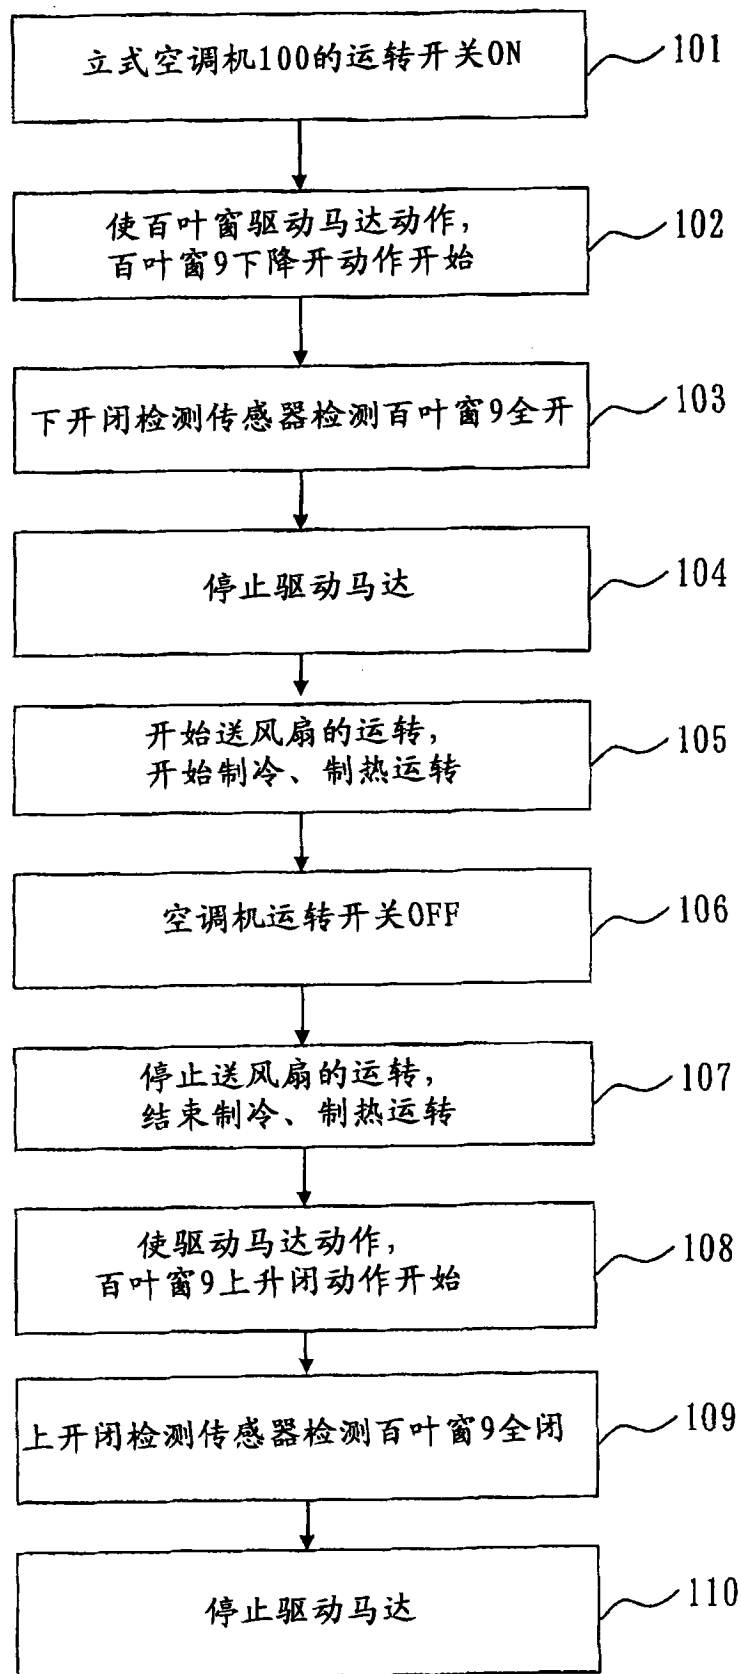 立式空调机100的运转开关ON
101
使百叶窗驱动马达动作,
百叶窗9下降开动作开始
102
下开闭检测传感器检测百叶窗9全开
103
停止驱动马达
104
开始送风扇的运转,
开始制冷、制热运转
105
空调机运转开关OFF
106
停止送风扇的运转,
结束制冷、制热运转
107
使驱动马达动作,
百叶窗9上升闭动作开始
108
上开闭检测传感器检测百叶窗9全闭
109
停止驱动马达
110